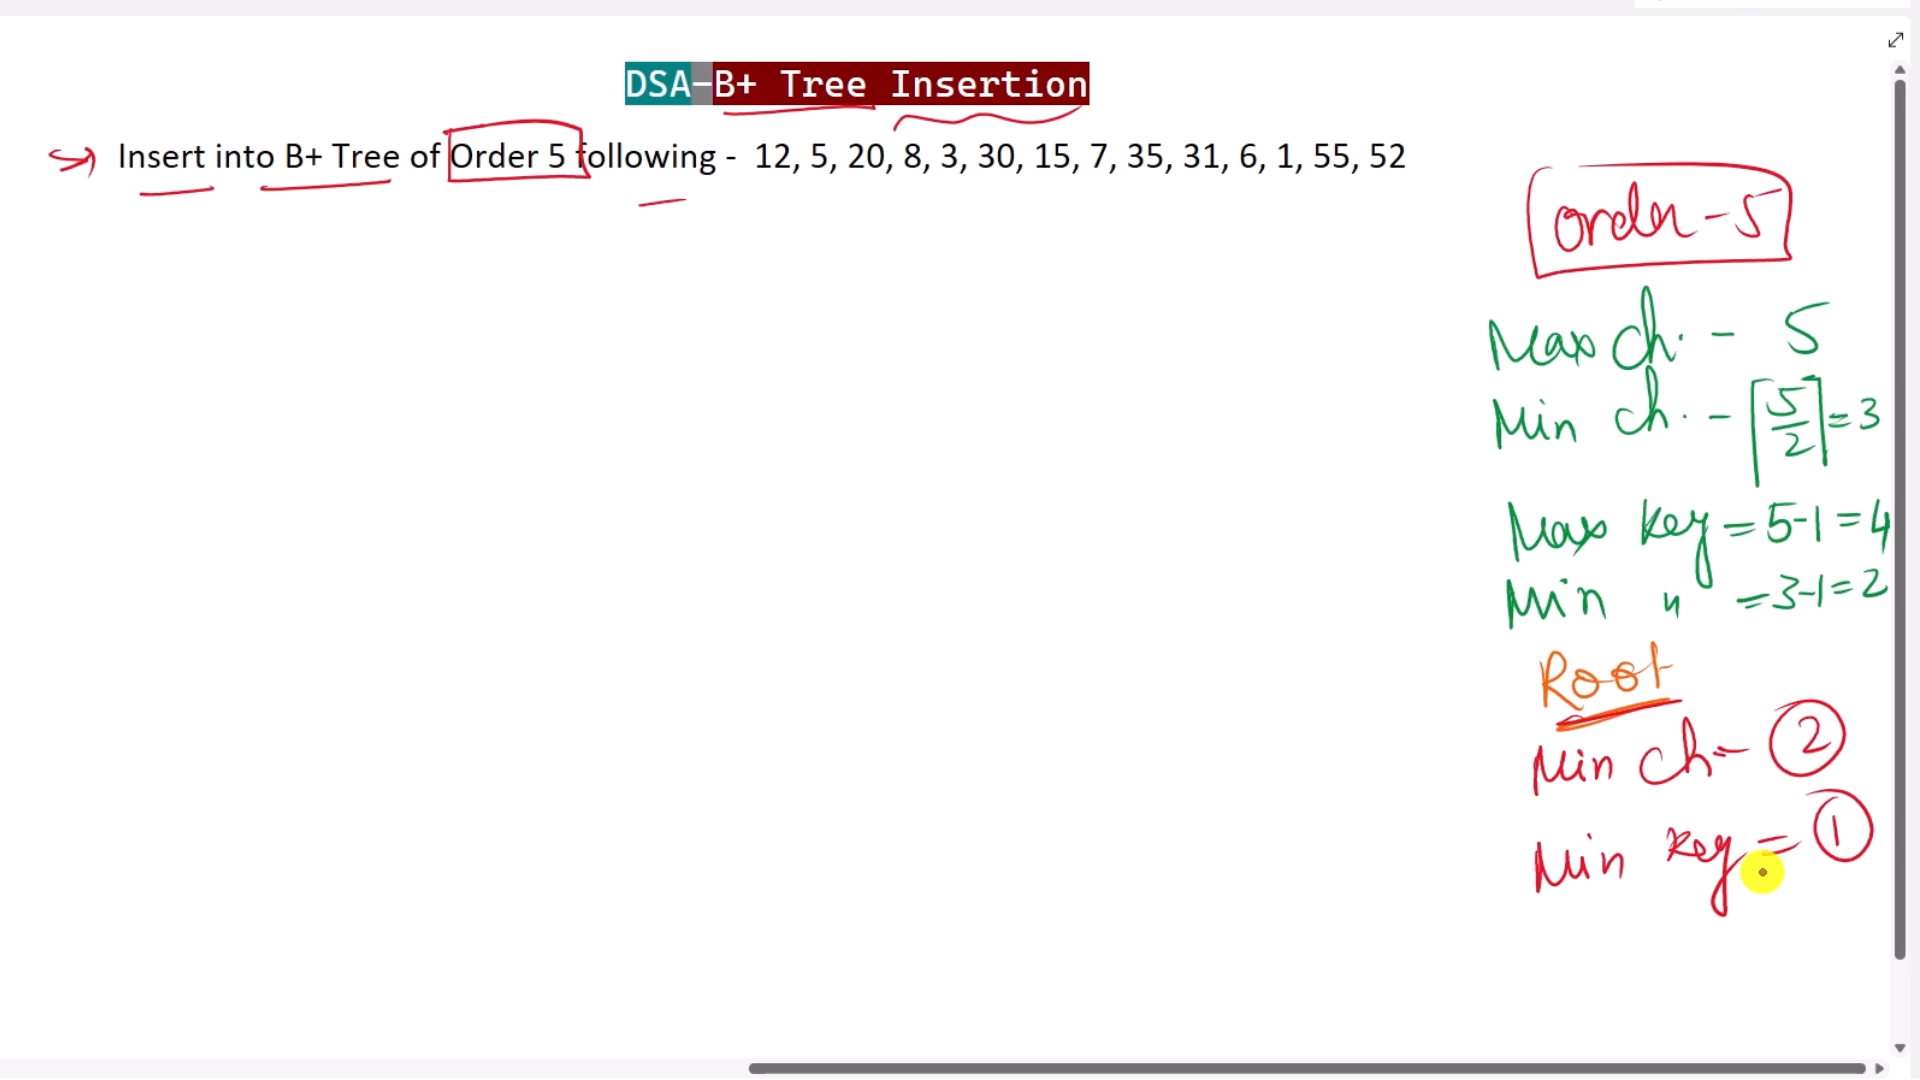 DSA-B+ Tree Insertion
Insert into B+ Tree of Order 5 following - 12, 5, 20, 8, 3, 30, 15, 7, 35, 31, 6, 1, 55, 52
Order - 5
Max ch. - 5
Min ch. - ⌈5/2⌉ = 3
Max key = 5-1 = 4
Min " = 3-1 = 2
Root
Min ch - 2
Min key = 1